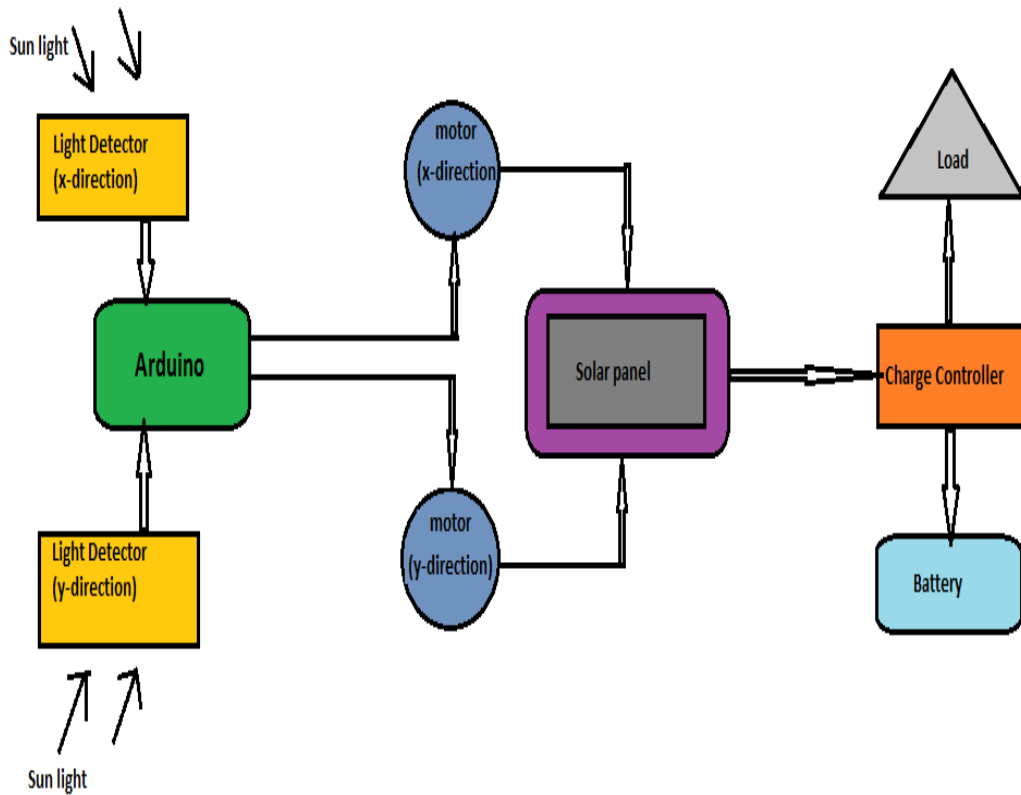 Sun light
Light Detector
(x-direction)
motor
(x-direction
Load
Arduino
Solar panel
Charge Controller
Light Detector
(y-direction)
motor
(y-direction)
Battery
Sun light